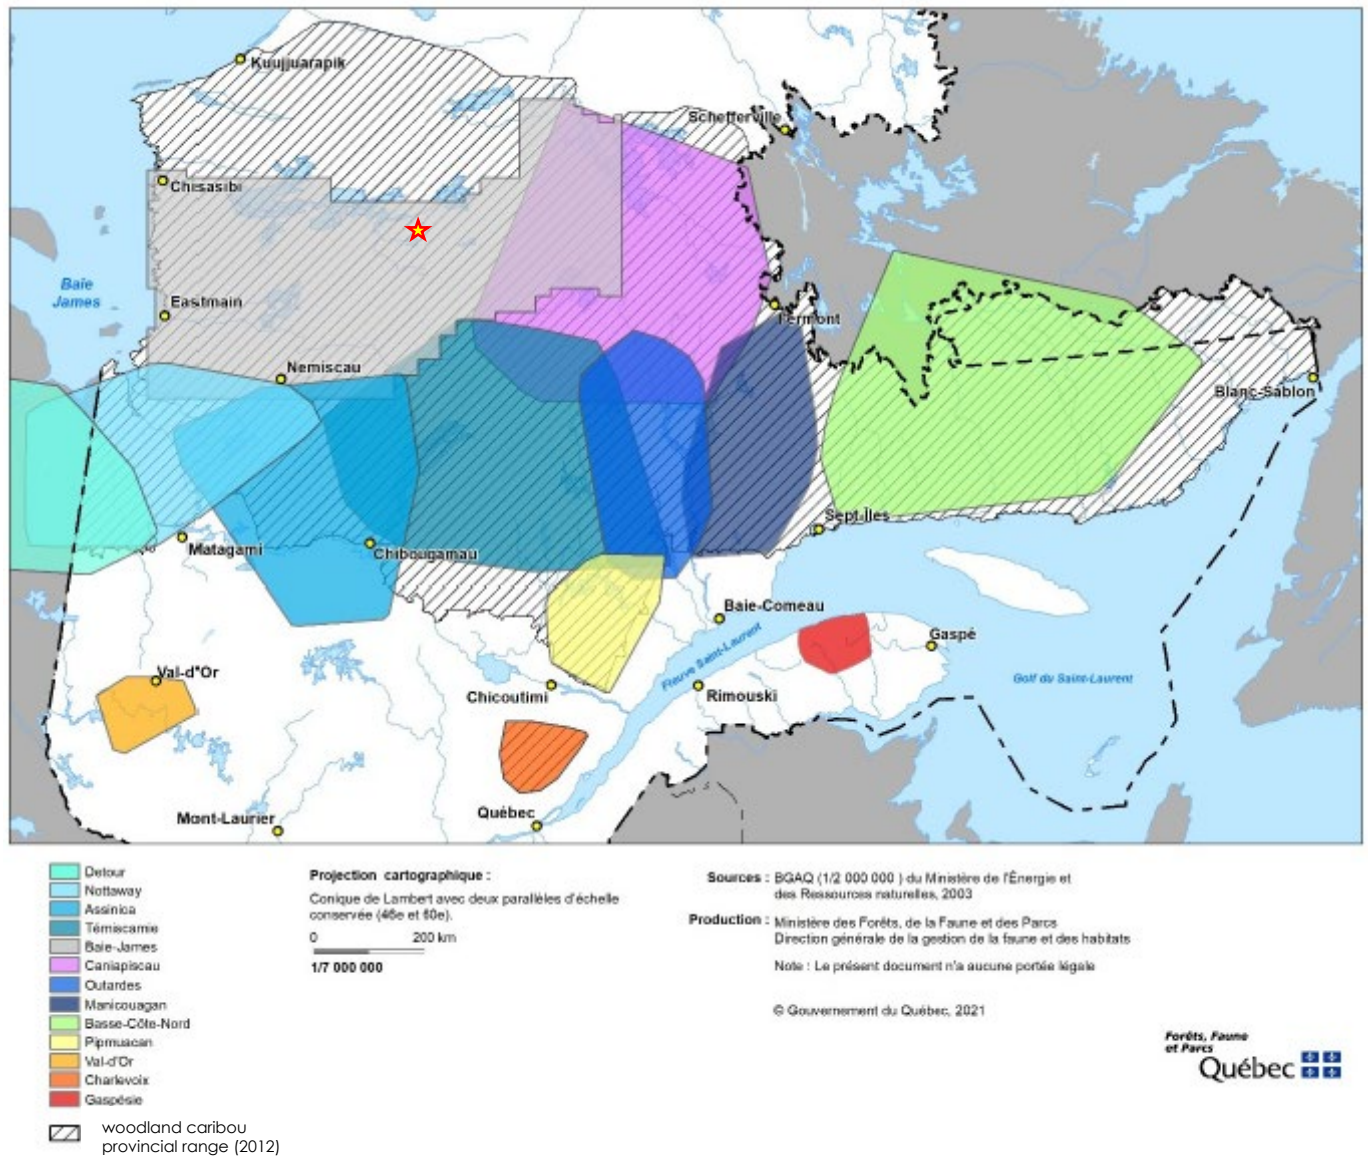 Kuujjuarapik
Schefferville
Chisasibi
Baie
James
Eastmain
Fermont
Nemiscau
Blanc-Sablon
Sept-Îles
Matagami
Chibougamau
Baie-Comeau
Gaspé
Fleuve Saint-Laurent
Val-d'Or
Golf du Saint-Laurent
Chicoutimi
Rimouski
Mont-Laurier
Québec
Detour
Nottaway
Assinica
Témiscamie
Baie-James
Caniapiscau
Outardes
Manicouagan
Basse-Côte-Nord
Pipmuacan
Val-d'Or
Charlevoix
Gaspésie
woodland caribou
provincial range (2012)
Projection cartographique :
Conique de Lambert avec deux parallèles d'échelle
conservée (46e et 60e).
0 200 km
1/7 000 000
Sources : BGAQ (1/2 000 000 ) du Ministère de l'Énergie et
des Ressources naturelles, 2003
Production : Ministère des Forêts, de la Faune et des Parcs
Direction générale de la gestion de la faune et des habitats
Note : Le présent document n'a aucune portée légale
© Gouvernement du Québec, 2021
Forêts, Faune
et Parcs
Québec